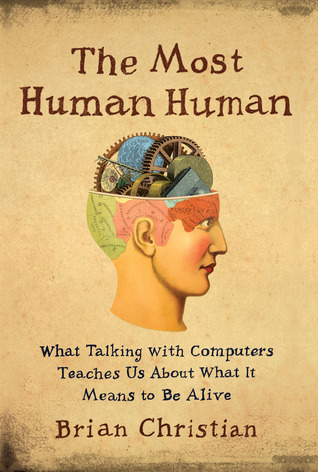 The Most
Human Human
What Talking with Computers
Teaches Us About What It
Means to Be Alive
Brian Christian